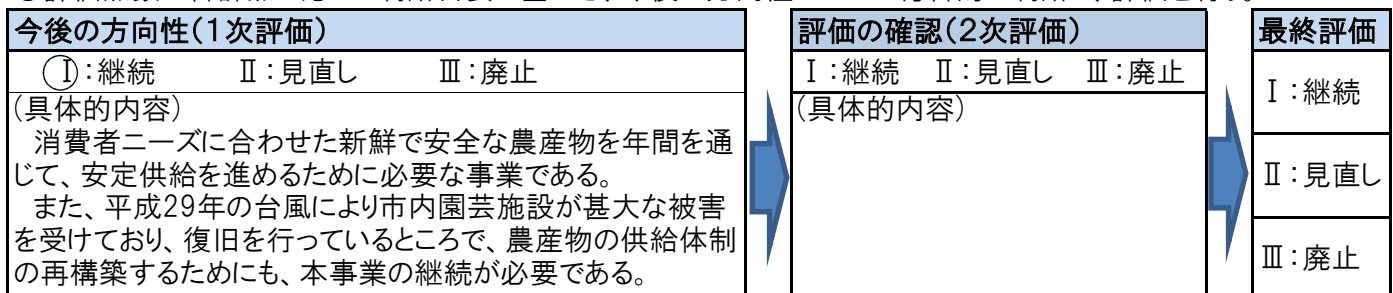 今後の方向性(1次評価)
Ⅰ:継続 Ⅱ:見直し Ⅲ:廃止
(具体的内容)
消費者ニーズに合わせた新鮮で安全な農産物を年間を通
じて、安定供給を進めるために必要な事業である。
また、平成29年の台風により市内園芸施設が甚大な被害
を受けており、復旧を行っているところで、農産物の供給体制
の再構築するためにも、本事業の継続が必要である。
評価の確認(2次評価)
Ⅰ:継続 Ⅱ:見直し Ⅲ:廃止
(具体的内容)
最終評価
Ⅰ:継続
Ⅱ:見直し
Ⅲ:廃止